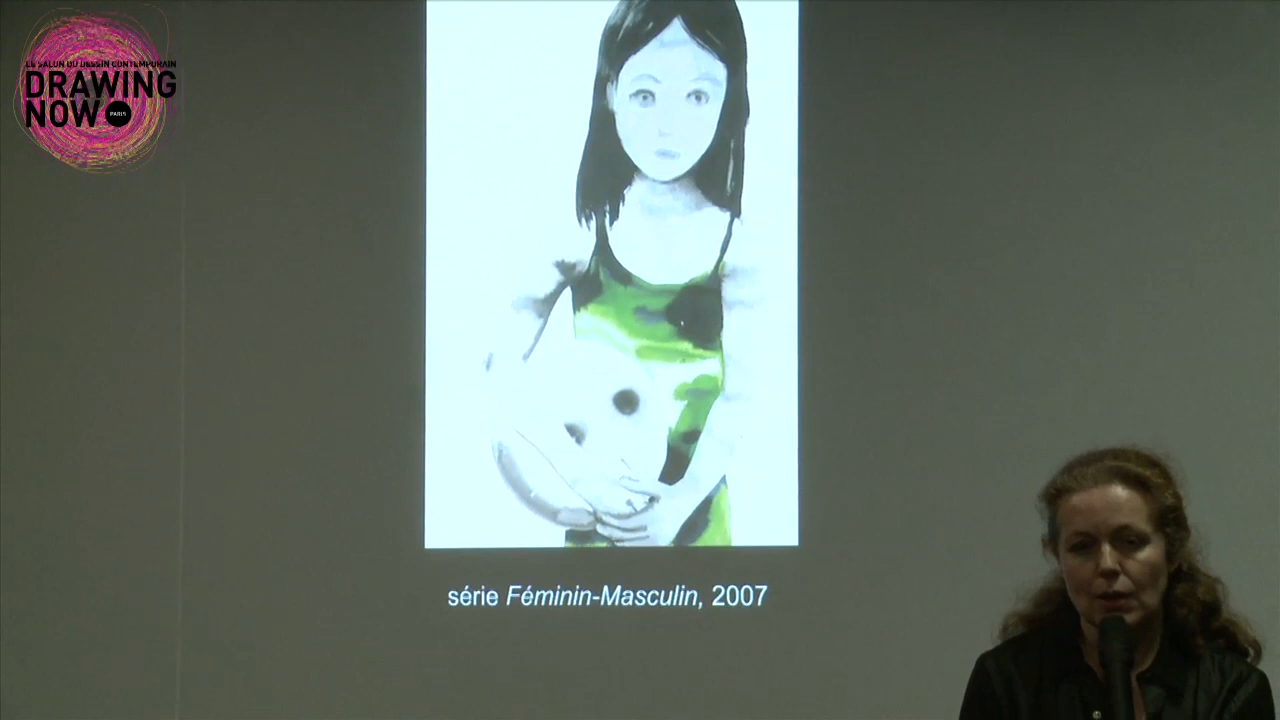 LE SALON DU DESSIN CONTEMPORAIN
DRAWING
NOW PARIS
série Féminin-Masculin, 2007